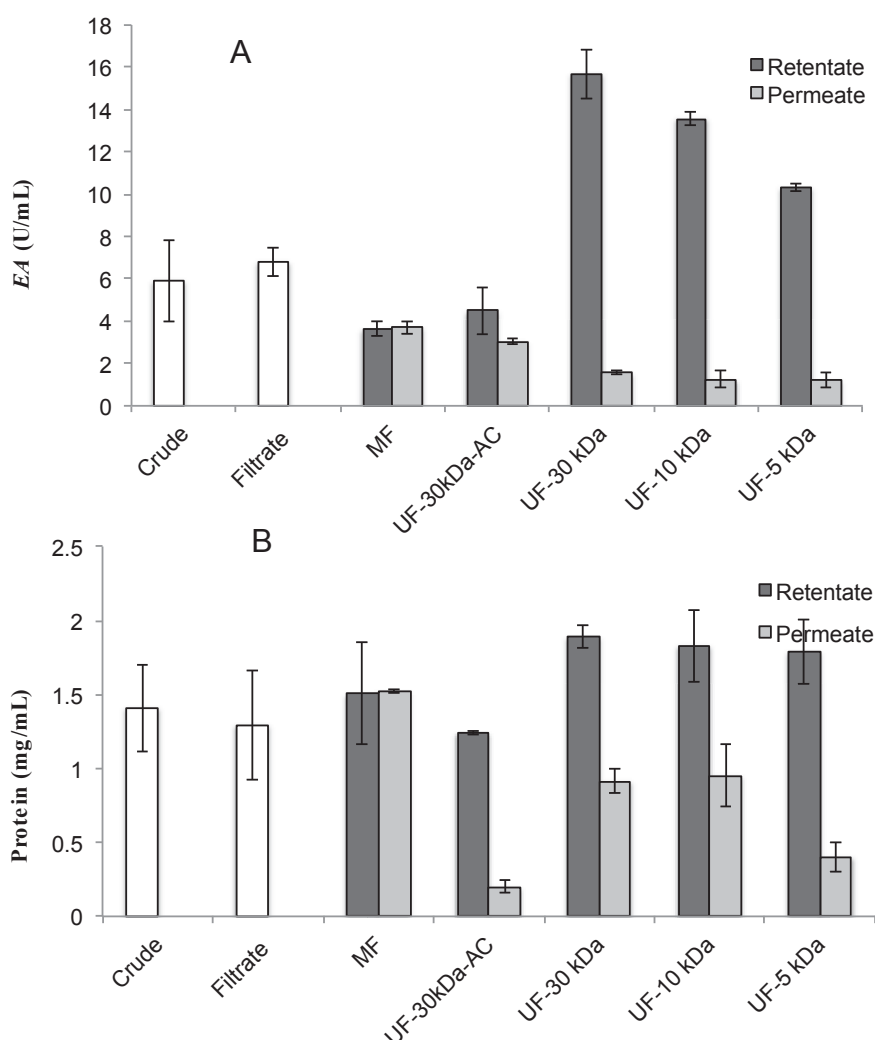 A
18
16
14
12
10
8
6
4
2
0
EA (U/mL)
Retentate
Permeate
Crude
Filtrate
MF
UF-30kDa-AC
UF-30 kDa
UF-10 kDa
UF-5 kDa
B
2.5
2
1.5
1
0.5
0
Protein (mg/mL)
Retentate
Permeate
Crude
Filtrate
MF
UF-30kDa-AC
UF-30 kDa
UF-10 kDa
UF-5 kDa